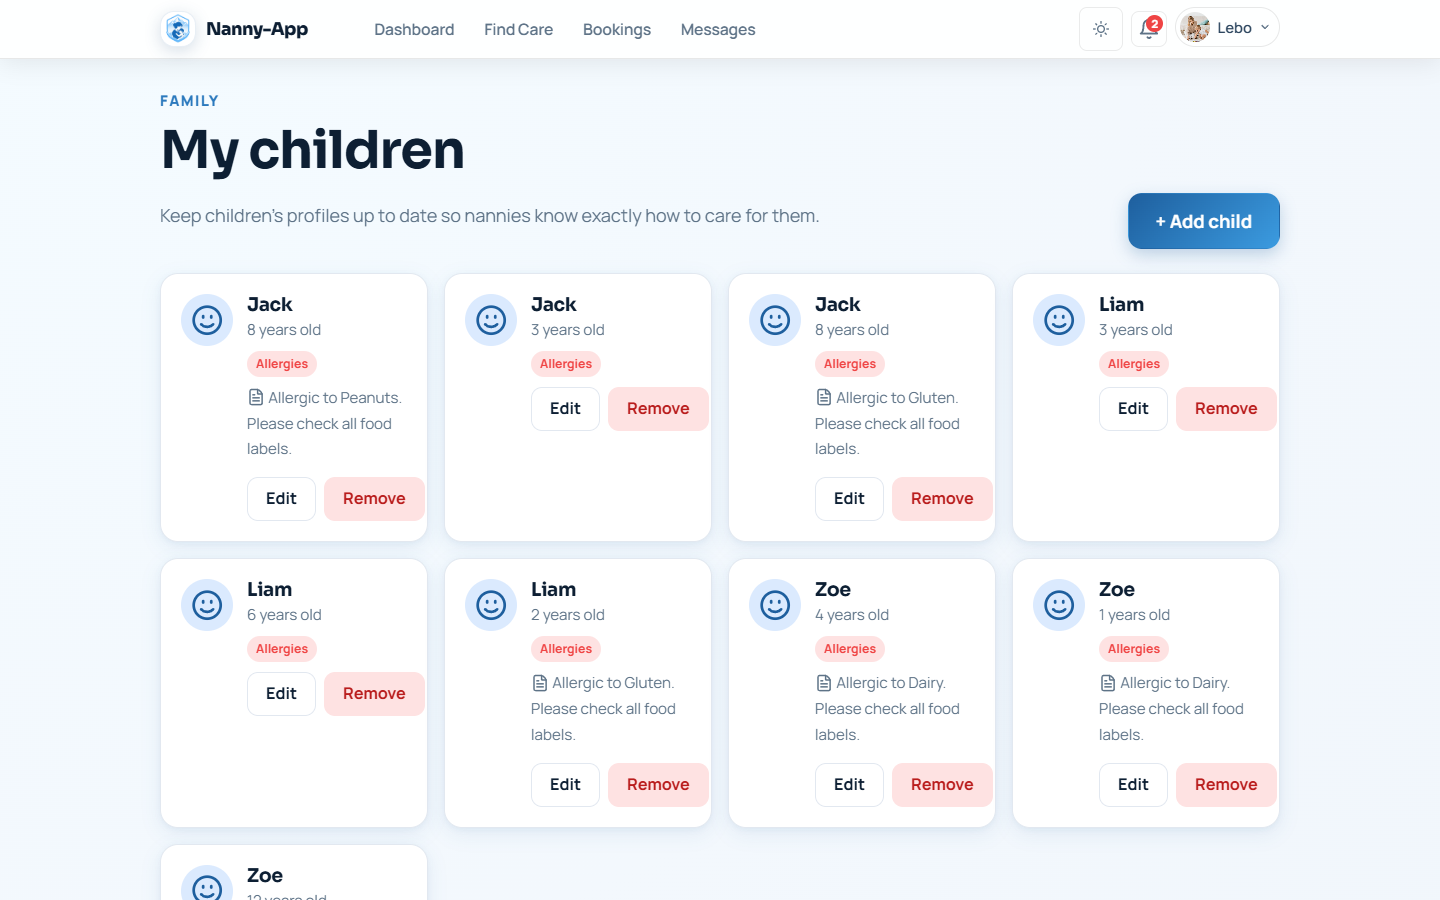 Nanny-App
Dashboard
Find Care
Bookings
Messages
2
Lebo
FAMILY
My children
Keep children's profiles up to date so nannies know exactly how to care for them.
+ Add child
Jack
8 years old
Allergies
Allergic to Peanuts.
Please check all food
labels.
Edit
Remove
Jack
3 years old
Allergies
Edit
Remove
Jack
8 years old
Allergies
Allergic to Gluten.
Please check all food
labels.
Edit
Remove
Liam
3 years old
Allergies
Edit
Remove
Liam
6 years old
Allergies
Edit
Remove
Liam
2 years old
Allergies
Allergic to Gluten.
Please check all food
labels.
Edit
Remove
Zoe
4 years old
Allergies
Allergic to Dairy.
Please check all food
labels.
Edit
Remove
Zoe
1 years old
Allergies
Allergic to Dairy.
Please check all food
labels.
Edit
Remove
Zoe
12 years old